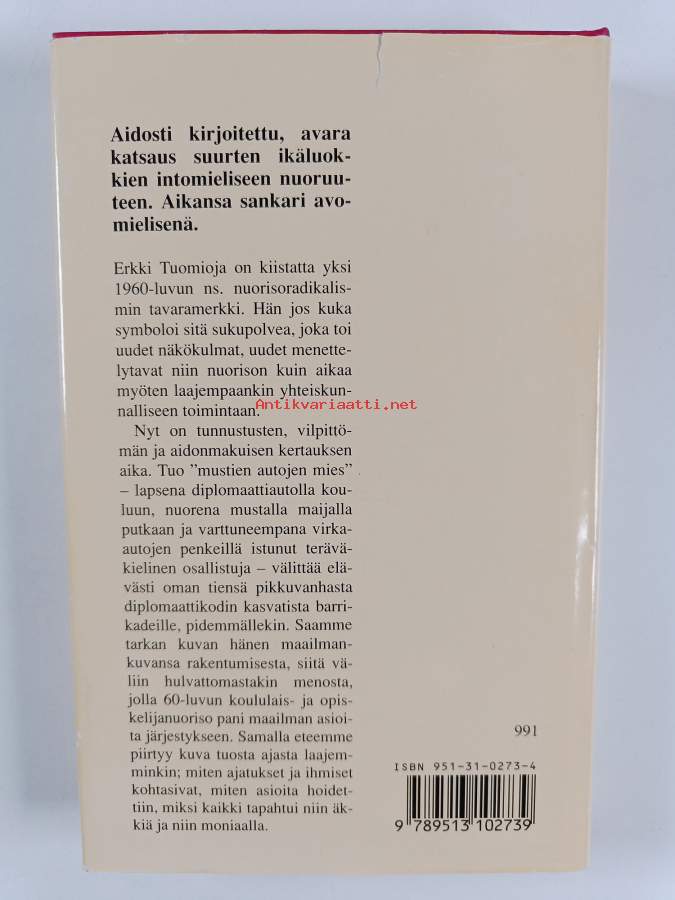 Aidosti kirjoitettu, avara
katsaus suurten ikäluok-
kien intomieliseen nuoruu-
teen. Aikansa sankari avo-
mielisenä.
Erkki Tuomioja on kiistatta yksi
1960-luvun ns. nuorisoradikalis-
min tavaramerkki. Hän jos kuka
symboloi sitä sukupolvea, joka toi
uudet näkökulmat, uudet menette-
lytavat niin nuorison kuin aikaa
myöten laajempaankin yhteiskun-
nalliseen toimintaan.
Antikvariaatti.net
Nyt on tunnustusten, vilpittö-
män ja aidonmakuisen kertauksen
aika. Tuo ”mustien autojen mies”
– lapsena diplomaattiautolla kou-
luun, nuorena mustalla maijalla
putkaan ja varttuneempana virka-
autojen penkeillä istunut terävä-
kielinen osallistuja – välittää elä-
västi oman tiensä pikkuvanhasta
diplomaattikodin kasvatista barri-
kadeille, pidemmällekin. Saamme
tarkan kuvan hänen maailman-
kuvansa rakentumisesta, siitä vä-
liin hulvattomastakin menosta,
jolla 60-luvun koululais- ja opis-
kelijanuoriso pani maailman asioi-
ta järjestykseen. Samalla eteemme
piirtyy kuva tuosta ajasta laajem-
minkin; miten ajatukset ja ihmiset
kohtasivat, miten asioita hoidet-
tiin, miksi kaikki tapahtui niin äk-
kiä ja niin moniaalla.
991
ISBN 951-31-0273-4
9 789513 102739